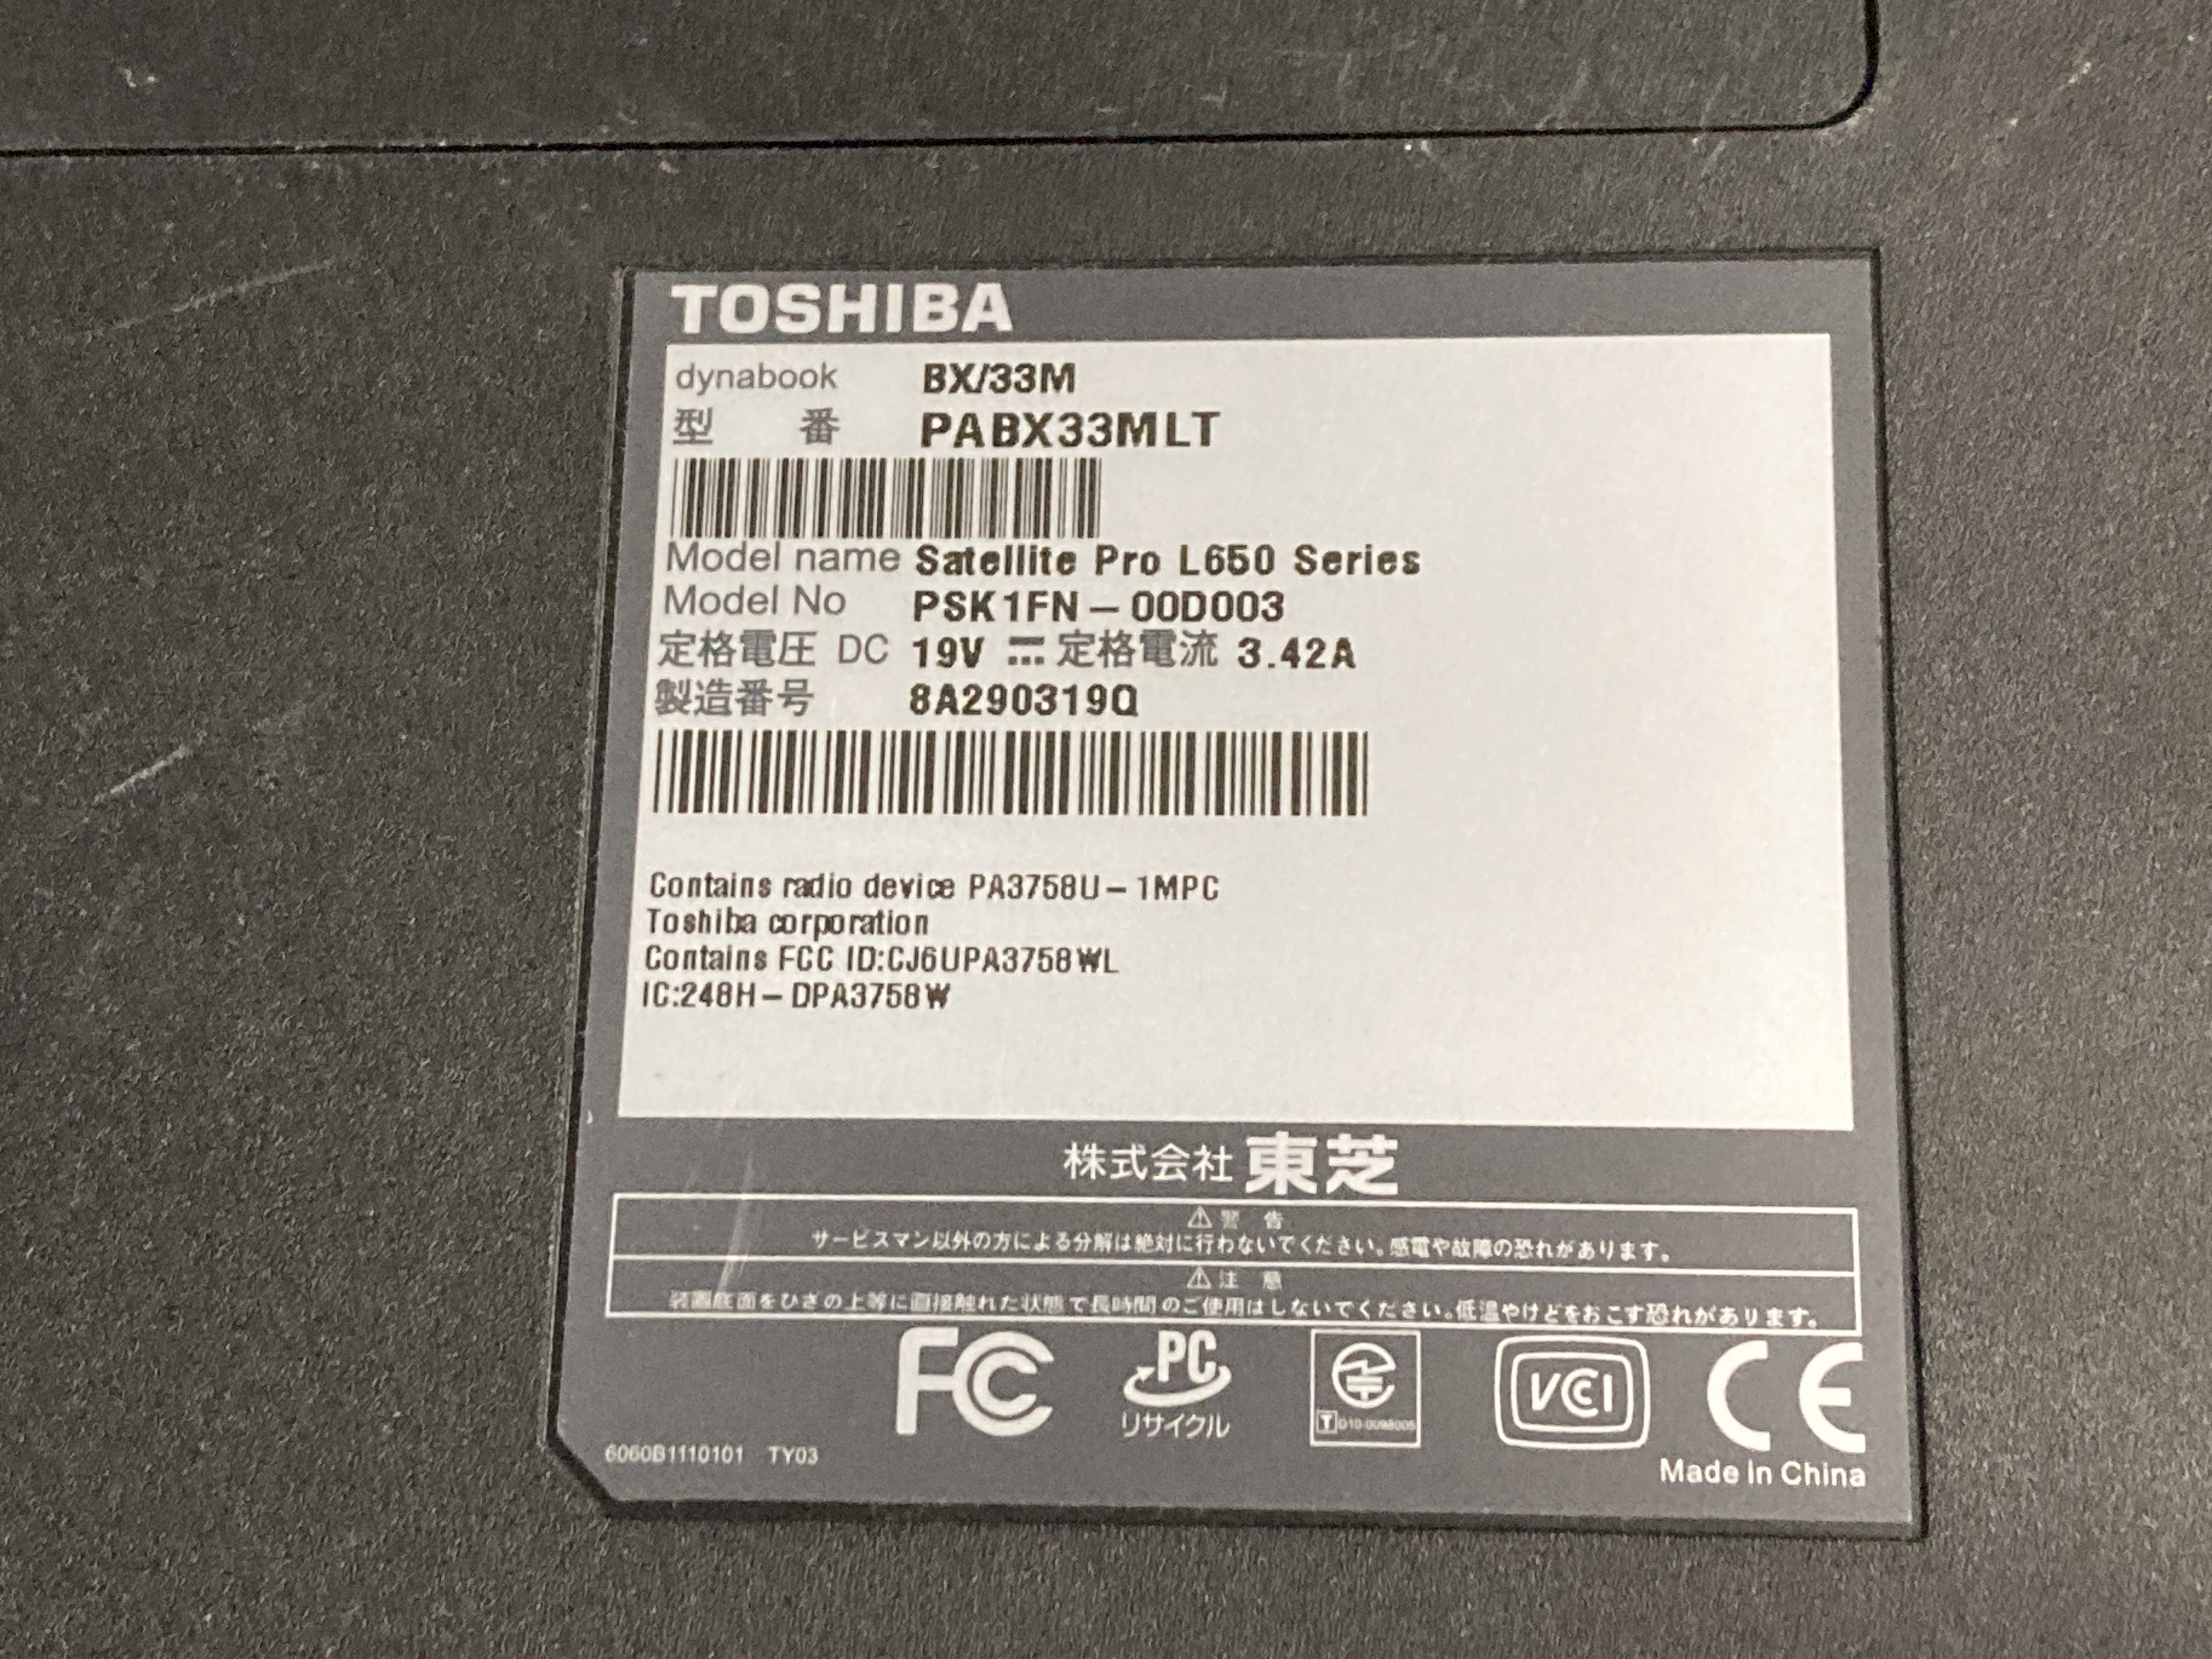 TOSHIBA
dynabook BX/33M
型 番 PABX33MLT
Model name Satellite Pro L650 Series
Model No PSK1FN-00D003
定格電圧 DC 19V 定格電流 3.42A
製造番号 8A290319Q
Contains radio device PA3758U-1MPC
Toshiba corporation
Contains FCC ID:CJ6UPA3758WL
IC:248H-DPA3758W
株式会社 東芝
⚠警 告
サービスマン以外の方による分解は絶対に行わないでください。感電や故障の恐れがあります。
⚠注 意
装置底面をひざの上等に直接触れた状態で長時間のご使用はしないでください。低温やけどをおこす恐れがあります。
FC PC VCCI CE
リサイクル T
6060B1110101 TY03 Made in China